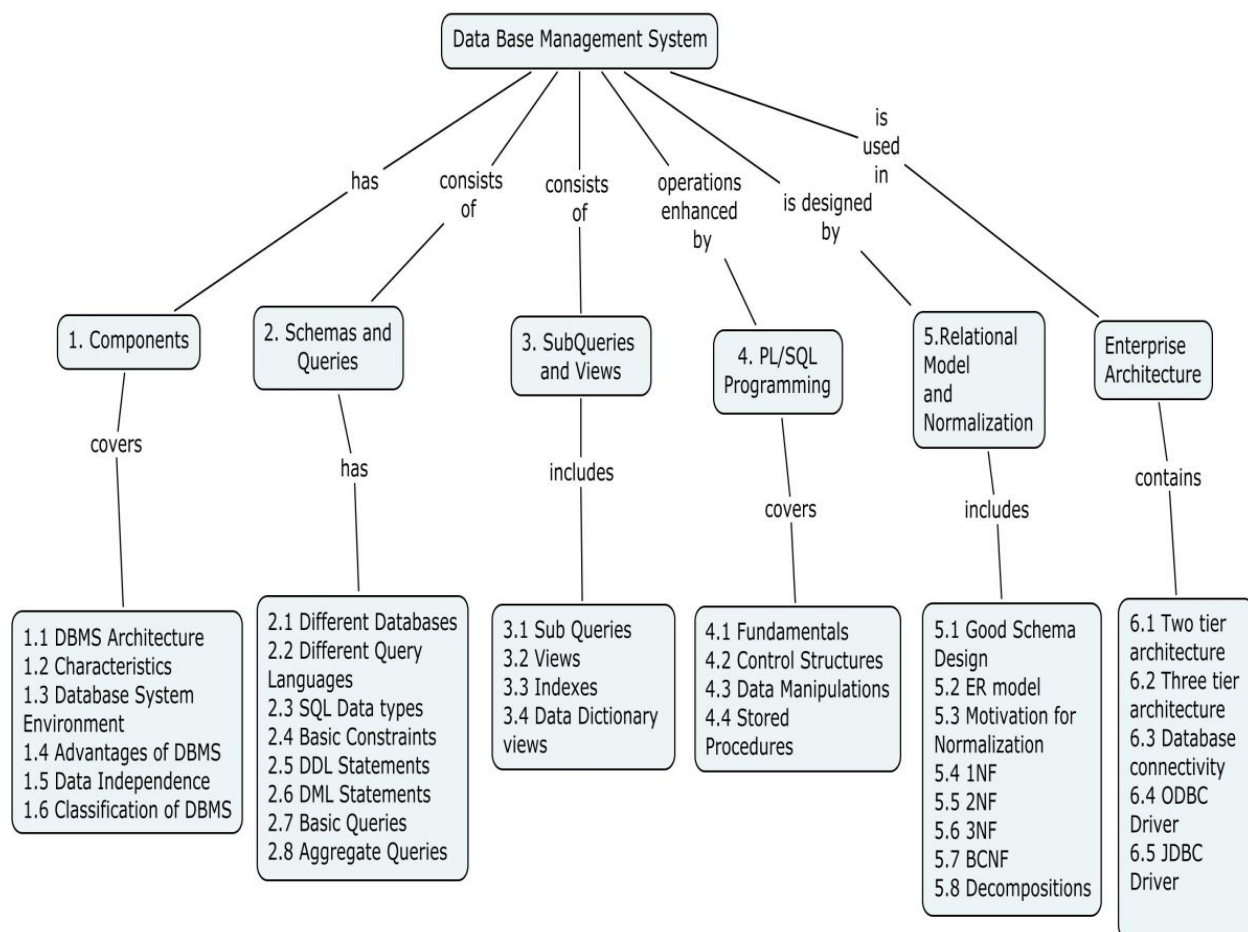 Data Base Management System
has
consists
of
consists
of
operations
enhanced
by
is designed
by
is
used
in
1. Components
2. Schemas and
Queries
3. SubQueries
and Views
4. PL/SQL
Programming
5.Relational
Model
and
Normalization
Enterprise
Architecture
covers
has
includes
covers
includes
contains
1.1 DBMS Architecture
1.2 Characteristics
1.3 Database System
Environment
1.4 Advantages of DBMS
1.5 Data Independence
1.6 Classification of DBMS
2.1 Different Databases
2.2 Different Query
Languages
2.3 SQL Data types
2.4 Basic Constraints
2.5 DDL Statements
2.6 DML Statements
2.7 Basic Queries
2.8 Aggregate Queries
3.1 Sub Queries
3.2 Views
3.3 Indexes
3.4 Data Dictionary
views
4.1 Fundamentals
4.2 Control Structures
4.3 Data Manipulations
4.4 Stored
Procedures
5.1 Good Schema
Design
5.2 ER model
5.3 Motivation for
Normalization
5.4 1NF
5.5 2NF
5.6 3NF
5.7 BCNF
5.8 Decompositions
6.1 Two tier
architecture
6.2 Three tier
architecture
6.3 Database
connectivity
6.4 ODBC
Driver
6.5 JDBC
Driver